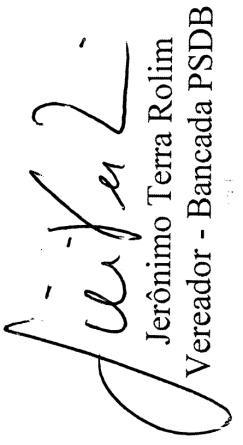 Jerônimo Terra Rolim
Vereador - Bancada PSDB